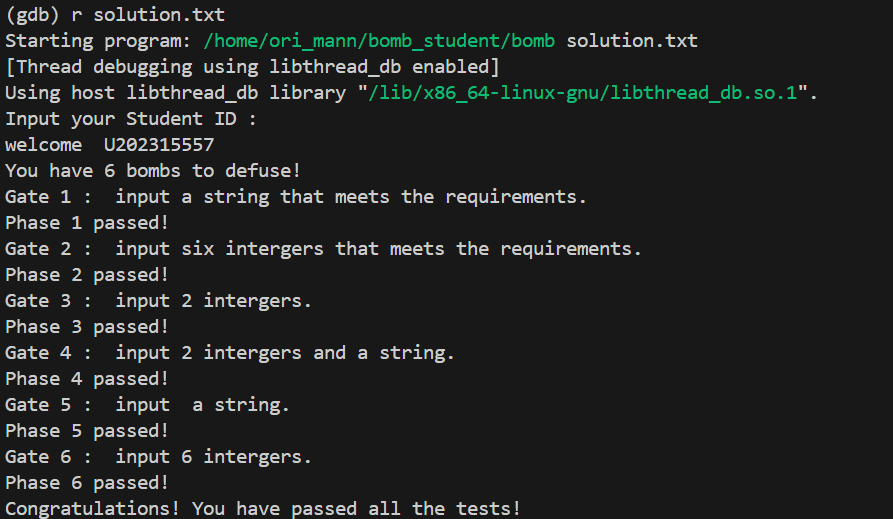 (gdb) r solution.txt
Starting program: /home/ori_mann/bomb_student/bomb solution.txt
[Thread debugging using libthread_db enabled]
Using host libthread_db library "/lib/x86_64-linux-gnu/libthread_db.so.1".
Input your Student ID :
welcome  U202315557
You have 6 bombs to defuse!
Gate 1 :  input a string that meets the requirements.
Phase 1 passed!
Gate 2 :  input six intergers that meets the requirements.
Phase 2 passed!
Gate 3 :  input 2 intergers.
Phase 3 passed!
Gate 4 :  input 2 intergers and a string.
Phase 4 passed!
Gate 5 :  input  a string.
Phase 5 passed!
Gate 6 :  input 6 intergers.
Phase 6 passed!
Congratulations! You have passed all the tests!